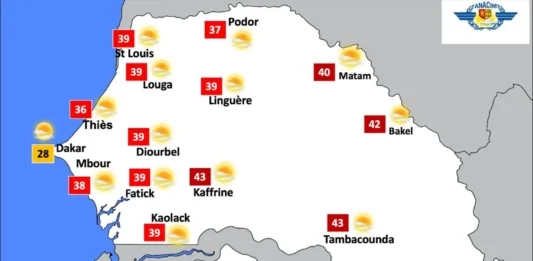 ANACIM
37
Podor
39
St Louis
39
Louga
40
Matam
39
Linguère
36
Thiès
42
Bakel
Dakar
28
39
Diourbel
Mbour
38
39
Fatick
43
Kaffrine
Kaolack
39
43
Tambacounda